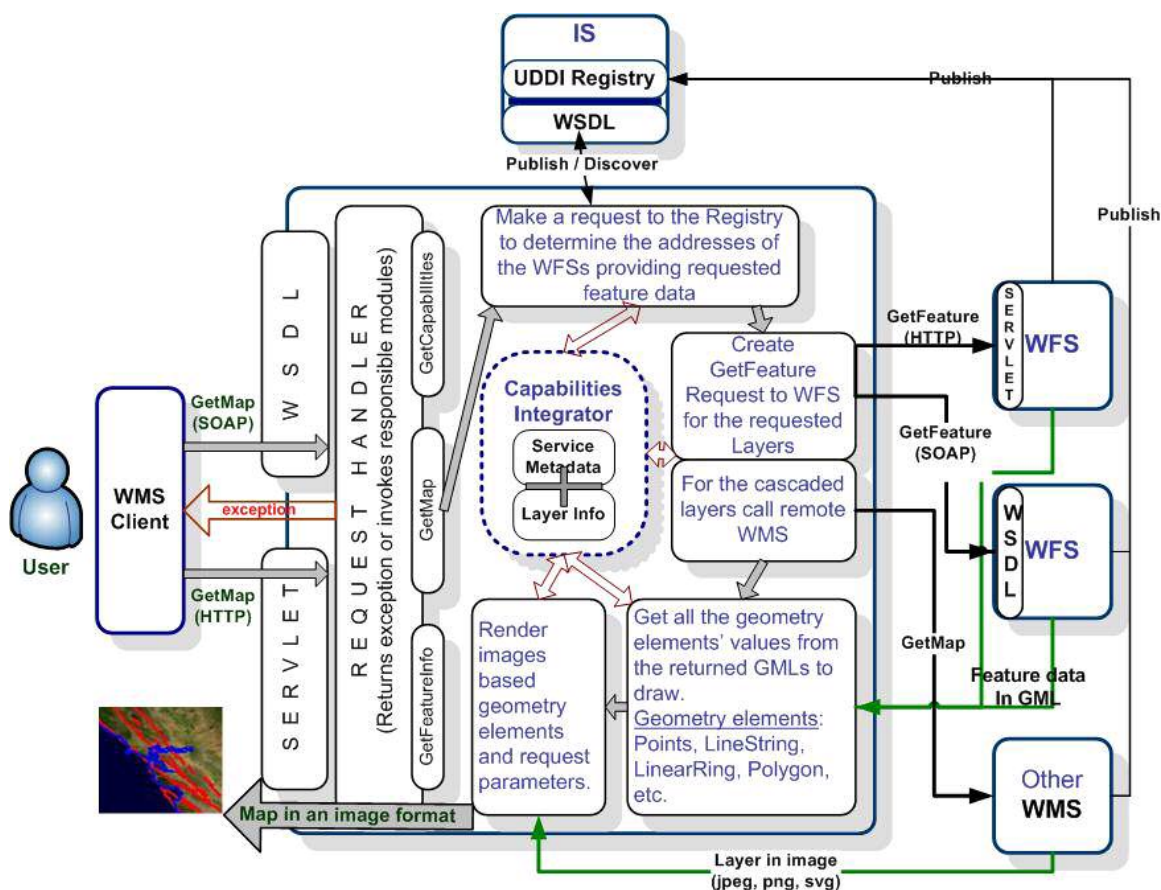 IS
UDDI Registry
WSDL
Publish
Publish / Discover
Publish
Make a request to the Registry
to determine the addresses of
the WFSs providing requested
feature data
WSDL
REQUEST HANDLER
(Returns exception or invokes responsible modules)
GetCapabilities
GetMap
GetFeatureInfo
SERVLET
GetMap
(SOAP)
WMS
Client
exception
GetMap
(HTTP)
User
Capabilities
Integrator
Service
Metadata
Layer Info
Create
GetFeature
Request to WFS
for the requested
Layers
For the cascaded
layers call remote
WMS
GetFeature
(HTTP)
SERVLET
WFS
GetFeature
(SOAP)
WSDL
WFS
GetMap
Feature data
In GML
Render
images
based
geometry
elements
and request
parameters.
Get all the geometry
elements’ values from
the returned GMLs to
draw.
Geometry elements:
Points, LineString,
LinearRing, Polygon,
etc.
Other
WMS
Map in an image format
Layer in image
(jpeg, png, svg)